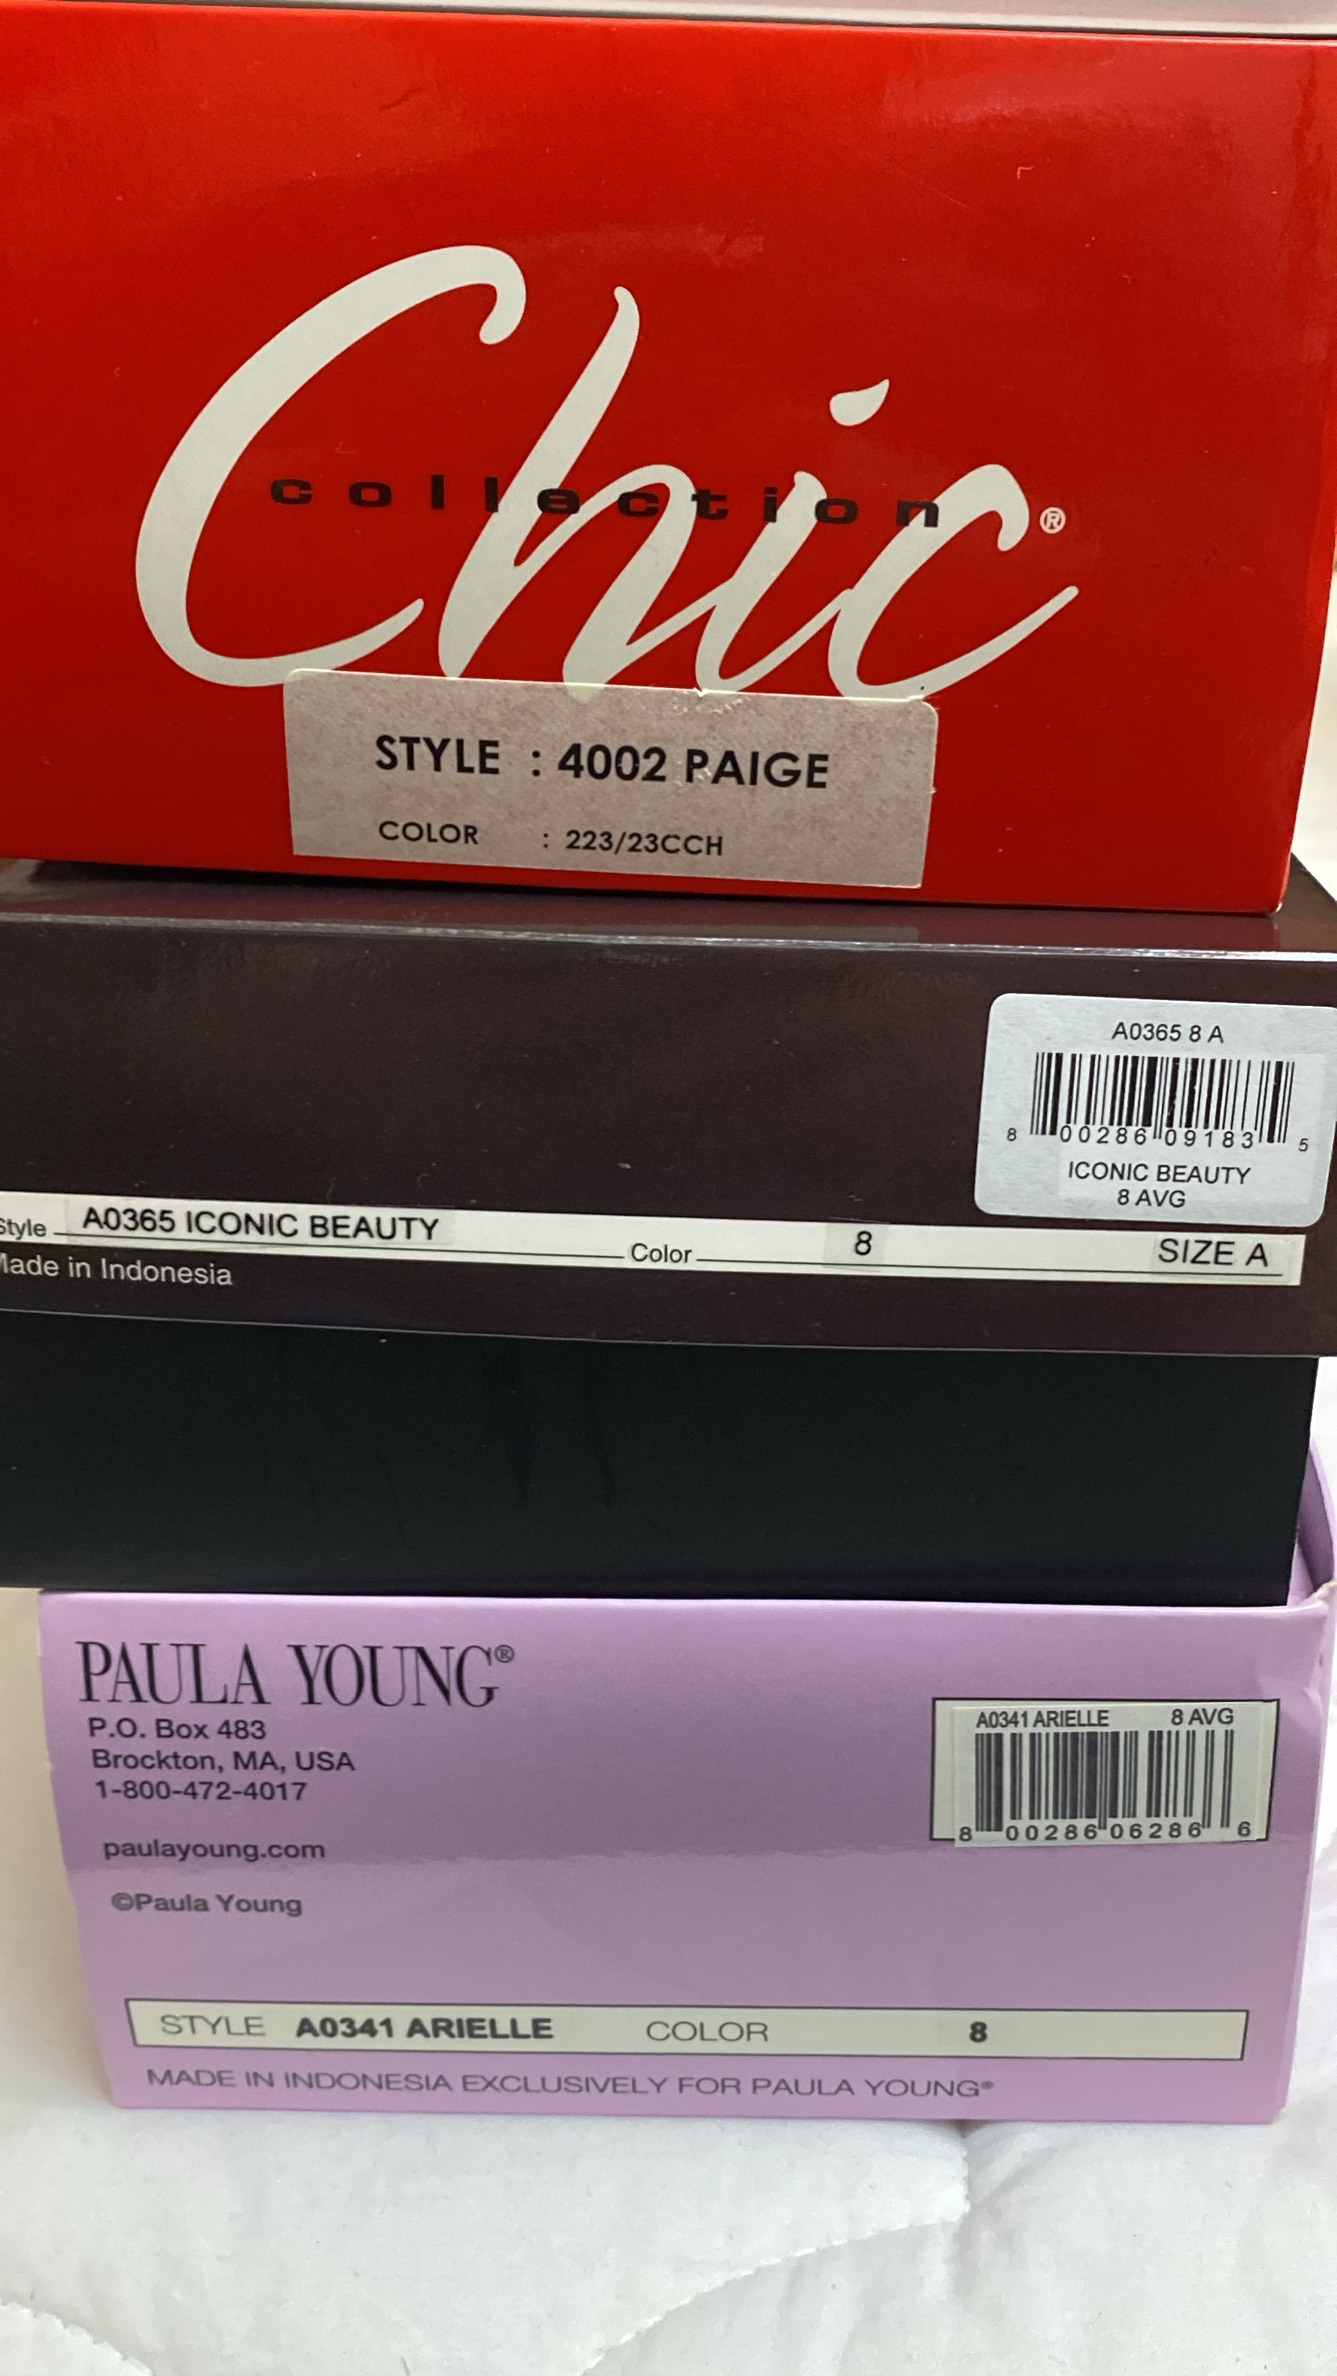 Chic
collection®
STYLE : 4002 PAIGE
COLOR : 223/23CCH
A0365 8 A
8 00286 09183 5
ICONIC BEAUTY
8 AVG
Style A0365 ICONIC BEAUTY Color 8 SIZE A
Made in Indonesia
PAULA YOUNG®
P.O. Box 483
Brockton, MA, USA
1-800-472-4017
paulayoung.com
©Paula Young
A0341 ARIELLE 8 AVG
8 00286 06286 6
STYLE A0341 ARIELLE COLOR 8
MADE IN INDONESIA EXCLUSIVELY FOR PAULA YOUNG®